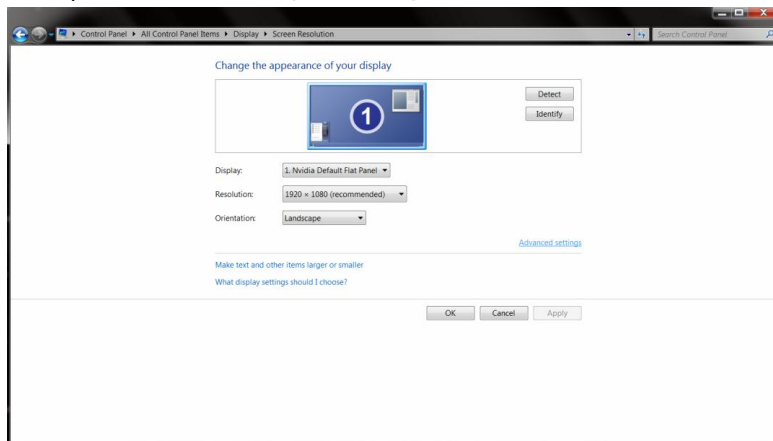 Control Panel ▸ All Control Panel Items ▸ Display ▸ Screen Resolution
Search Control Panel
Change the appearance of your display
1
Detect
Identify
Display: 1. Nvidia Default Flat Panel
Resolution: 1920 × 1080 (recommended)
Orientation: Landscape
Advanced settings
Make text and other items larger or smaller
What display settings should I choose?
OK Cancel Apply